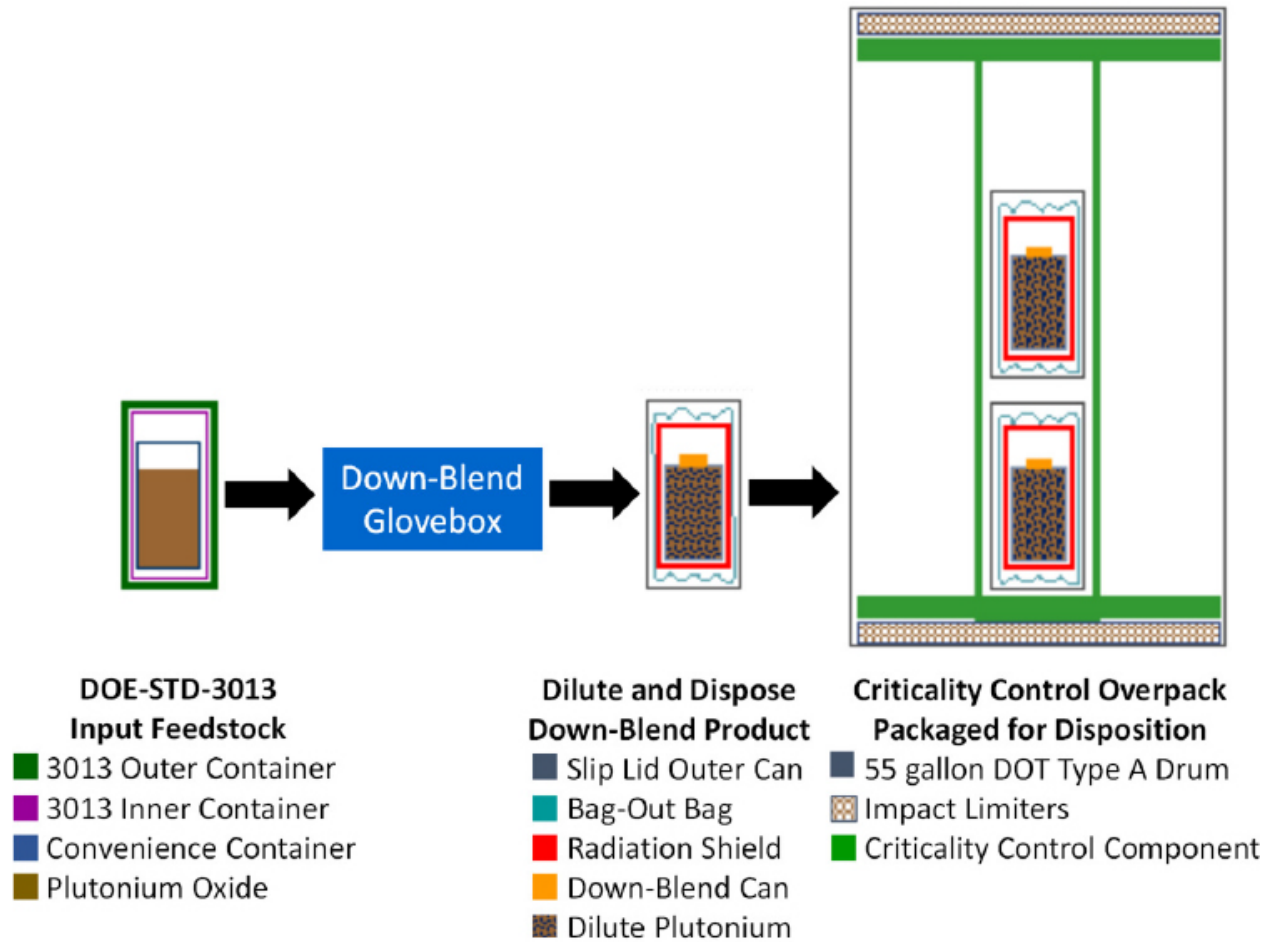 Down-Blend
Glovebox
DOE-STD-3013
Input Feedstock
3013 Outer Container
3013 Inner Container
Convenience Container
Plutonium Oxide
Dilute and Dispose
Down-Blend Product
Slip Lid Outer Can
Bag-Out Bag
Radiation Shield
Down-Blend Can
Dilute Plutonium
Criticality Control Overpack
Packaged for Disposition
55 gallon DOT Type A Drum
Impact Limiters
Criticality Control Component